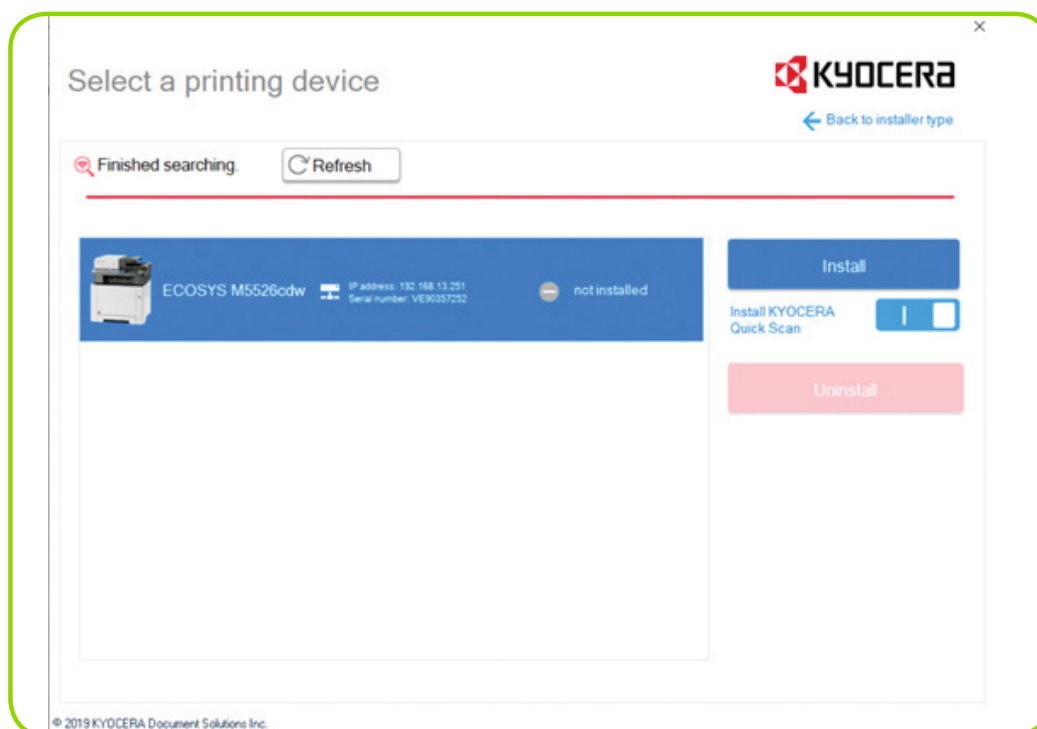 Select a printing device
KYOCERA
Back to installer type
Finished searching.
Refresh
ECOSYS M5526cdw
IP address: 192.168.13.251
Serial number: VE90357252
not installed
Install
Install KYOCERA
Quick Scan
Uninstall
© 2019 KYOCERA Document Solutions Inc.